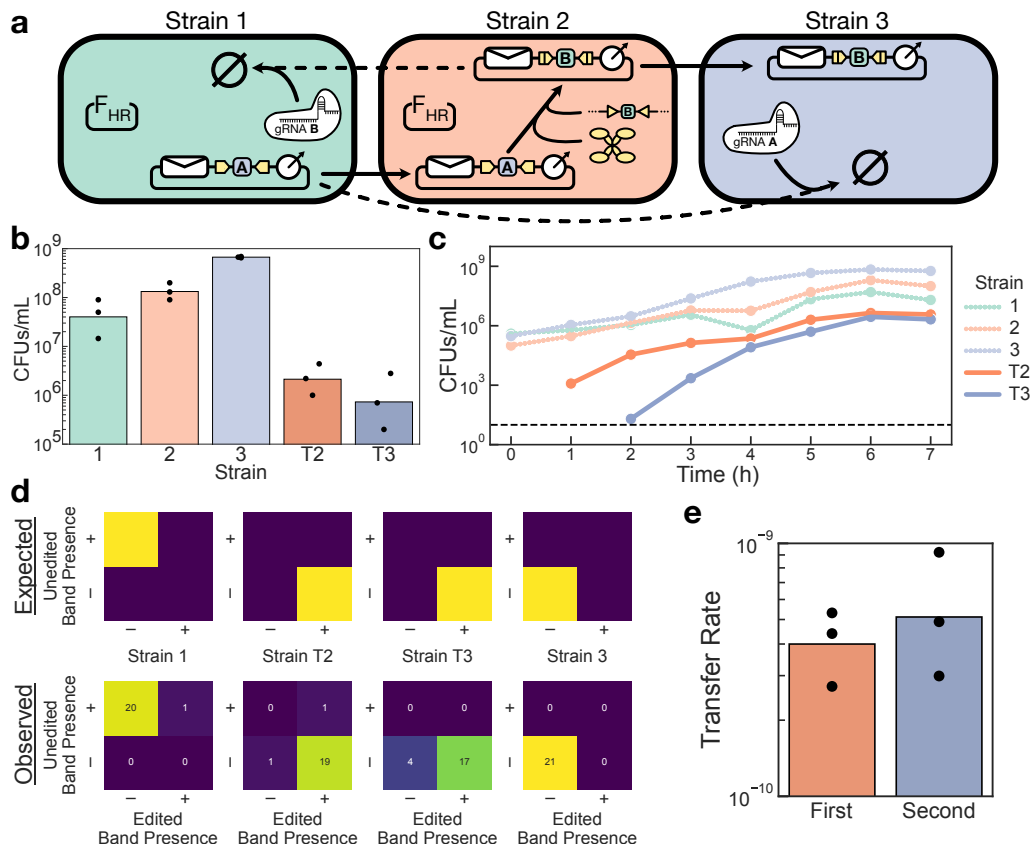 a
Strain 1
Strain 2
Strain 3
B
B
F HR
gRNA B
F HR
B
gRNA A
A
A
b
CFUs/mL
10^9
10^8
10^7
10^6
10^5
1
2
3
T2
T3
Strain
c
CFUs/mL
10^9
10^6
10^3
10^0
0
1
2
3
4
5
6
7
Time (h)
Strain
1
2
3
T2
T3
d
Expected
Unedited
Band Presence
+
−
− +
+
−
− +
+
−
− +
+
−
− +
Strain 1
Strain T2
Strain T3
Strain 3
Observed
Unedited
Band Presence
+
20 1
−
0 0
− +
+
0 1
−
1 19
− +
+
0 0
−
4 17
− +
+
0 0
−
21 0
− +
Edited
Band Presence
Edited
Band Presence
Edited
Band Presence
Edited
Band Presence
e
Transfer Rate
10^-9
10^-10
First
Second